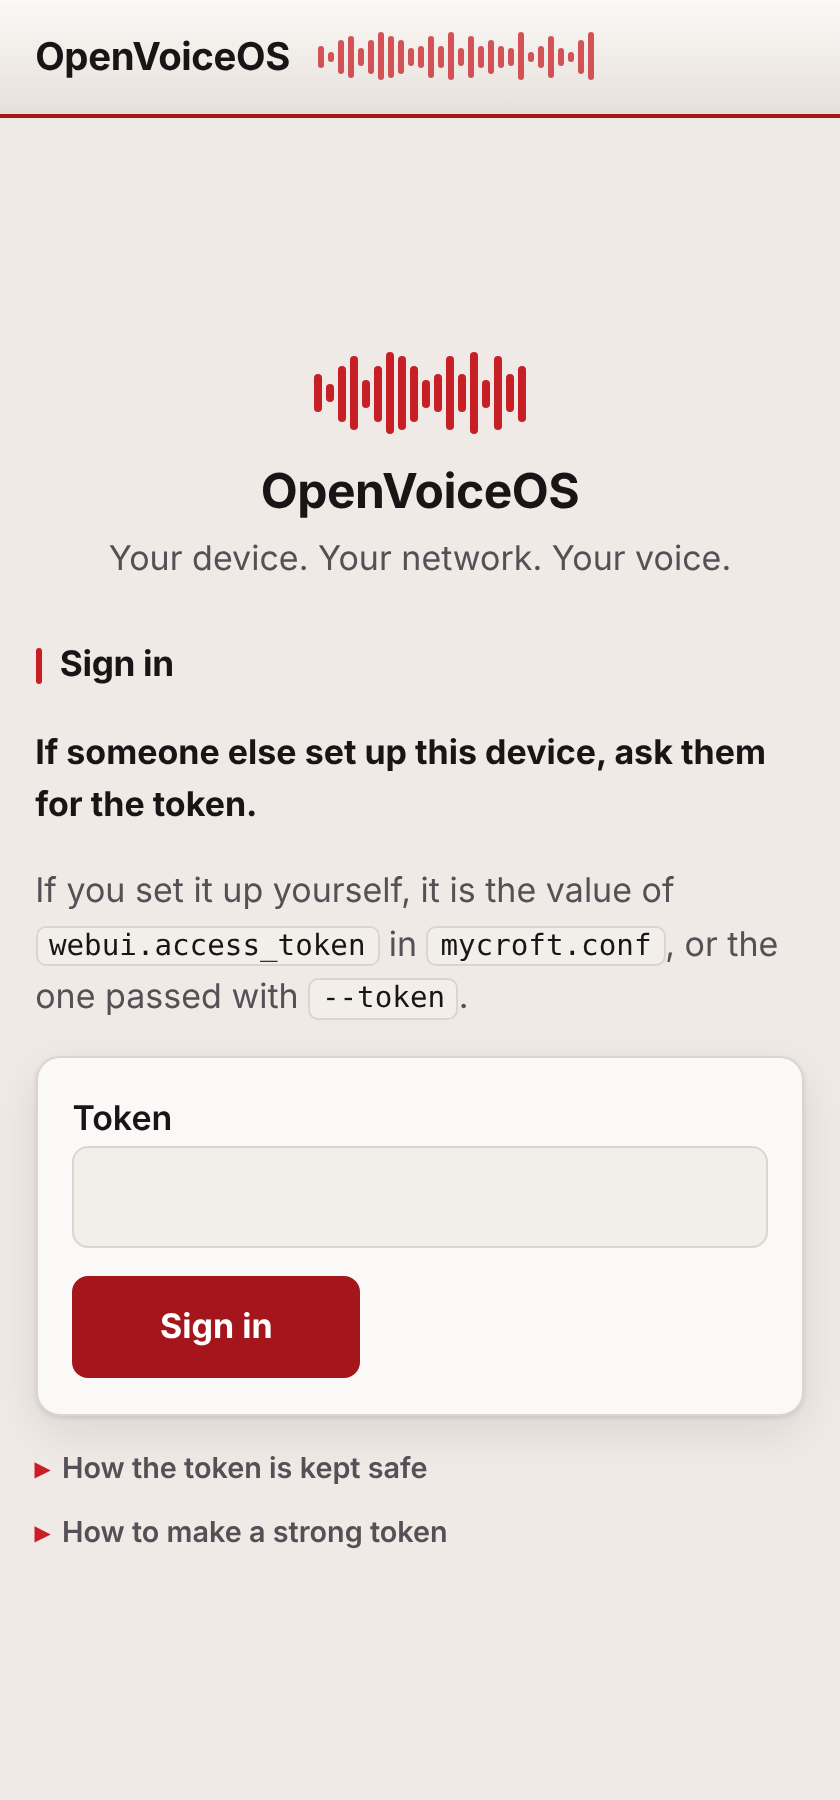 OpenVoiceOS
OpenVoiceOS
Your device. Your network. Your voice.
Sign in
If someone else set up this device, ask them
for the token.
If you set it up yourself, it is the value of
webui.access_token in mycroft.conf, or the
one passed with --token.
Token
Sign in
How the token is kept safe
How to make a strong token